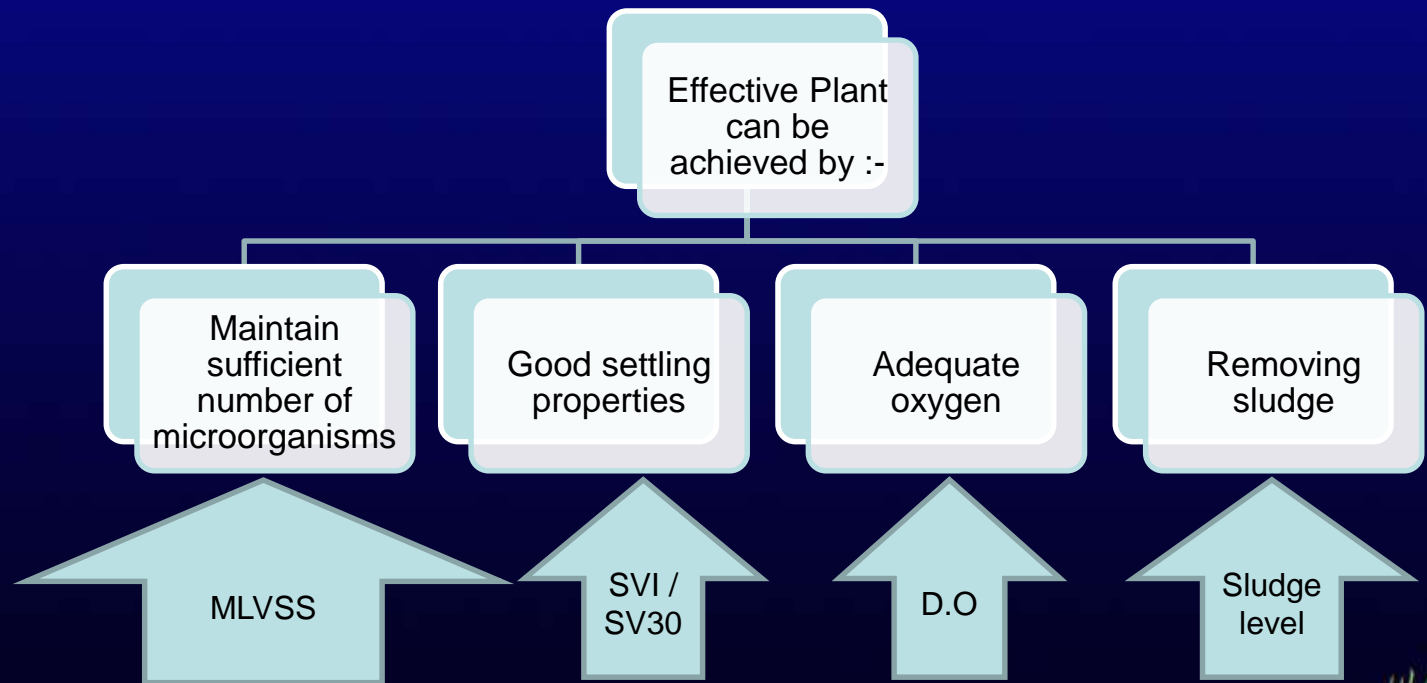 Effective Plant
can be
achieved by :-
Maintain
sufficient
number of
microorganisms
Good settling
properties
Adequate
oxygen
Removing
sludge
MLVSS
SVI /
SV30
D.O
Sludge
level